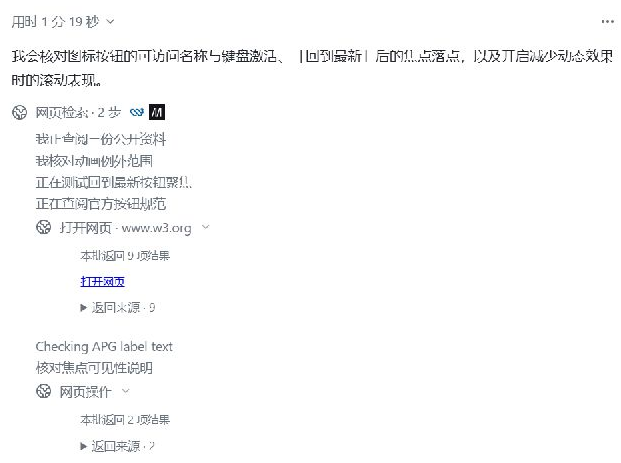 用时 1 分 19 秒
我会核对图标按钮的可访问名称与键盘激活、「回到最新」后的焦点落点，以及开启减少动态效果
时的滚动表现。
网页检索 · 2 步
我正查阅一份公开资料
我核对动画例外范围
正在测试回到最新按钮聚焦
正在查阅官方按钮规范
打开网页 · www.w3.org
本批返回 9 项结果
打开网页
返回来源 · 9
Checking APG label text
核对焦点可见性说明
网页操作
本批返回 2 项结果
返回来源 · 2